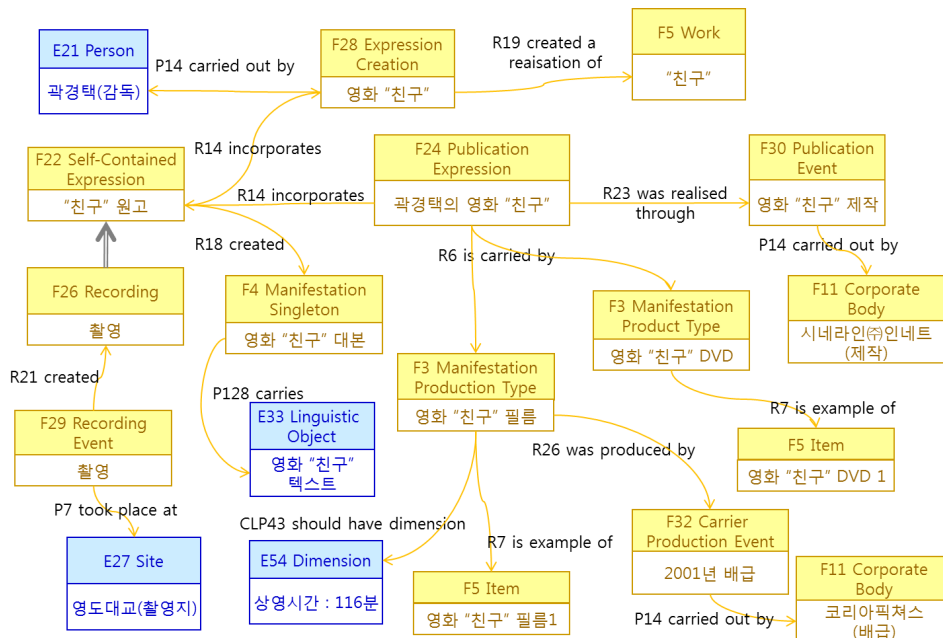 E21 Person
곽경택(감독)
P14 carried out by
F28 Expression
Creation
영화 “친구”
R19 created a
reaisation of
F5 Work
“친구”
R14 incorporates
F22 Self-Contained
Expression
“친구” 원고
R14 incorporates
F24 Publication
Expression
곽경택의 영화 “친구”
R23 was realised
through
F30 Publication
Event
영화 “친구” 제작
R18 created
R6 is carried by
P14 carried out by
F26 Recording
촬영
F4 Manifestation
Singleton
영화 “친구” 대본
F3 Manifestation
Product Type
영화 “친구” DVD
F11 Corporate
Body
시네라인㈜인네트
(제작)
R21 created
P128 carries
F3 Manifestation
Production Type
영화 “친구” 필름
R7 is example of
F29 Recording
Event
촬영
E33 Linguistic
Object
영화 “친구”
텍스트
R26 was produced by
F5 Item
영화 “친구” DVD 1
P7 took place at
CLP43 should have dimension
E27 Site
영도대교(촬영지)
E54 Dimension
상영시간 : 116분
R7 is example of
F5 Item
영화 “친구” 필름1
F32 Carrier
Production Event
2001년 배급
P14 carried out by
F11 Corporate
Body
코리아픽쳐스
(배급)